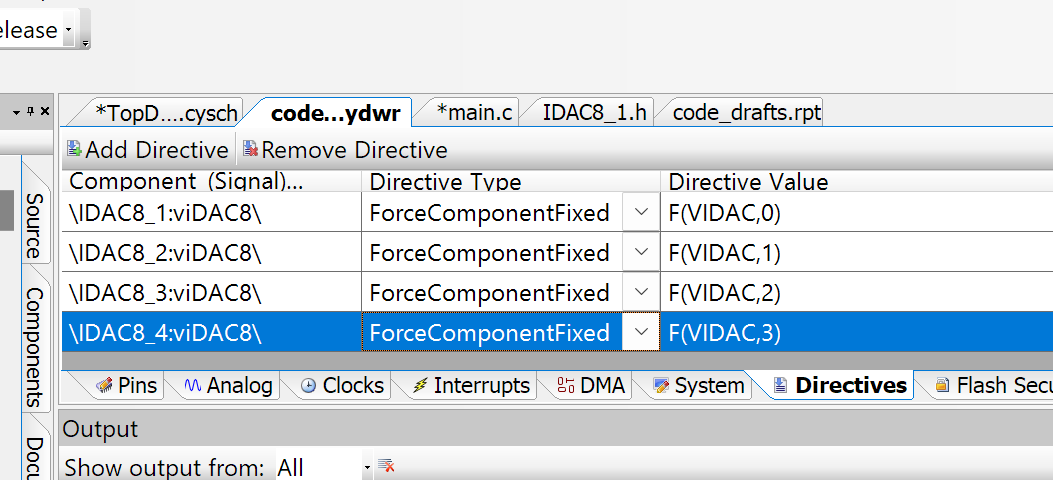 elease
*TopD....cysch code...ydwr *main.c IDAC8_1.h code_drafts.rpt
Add Directive Remove Directive
Component (Signal)... Directive Type Directive Value
\IDAC8_1:viDAC8\ ForceComponentFixed F(VIDAC,0)
\IDAC8_2:viDAC8\ ForceComponentFixed F(VIDAC,1)
\IDAC8_3:viDAC8\ ForceComponentFixed F(VIDAC,2)
\IDAC8_4:viDAC8\ ForceComponentFixed F(VIDAC,3)
Pins Analog Clocks Interrupts DMA System Directives Flash Secu
Output
Show output from: All
Source
Components
Docu